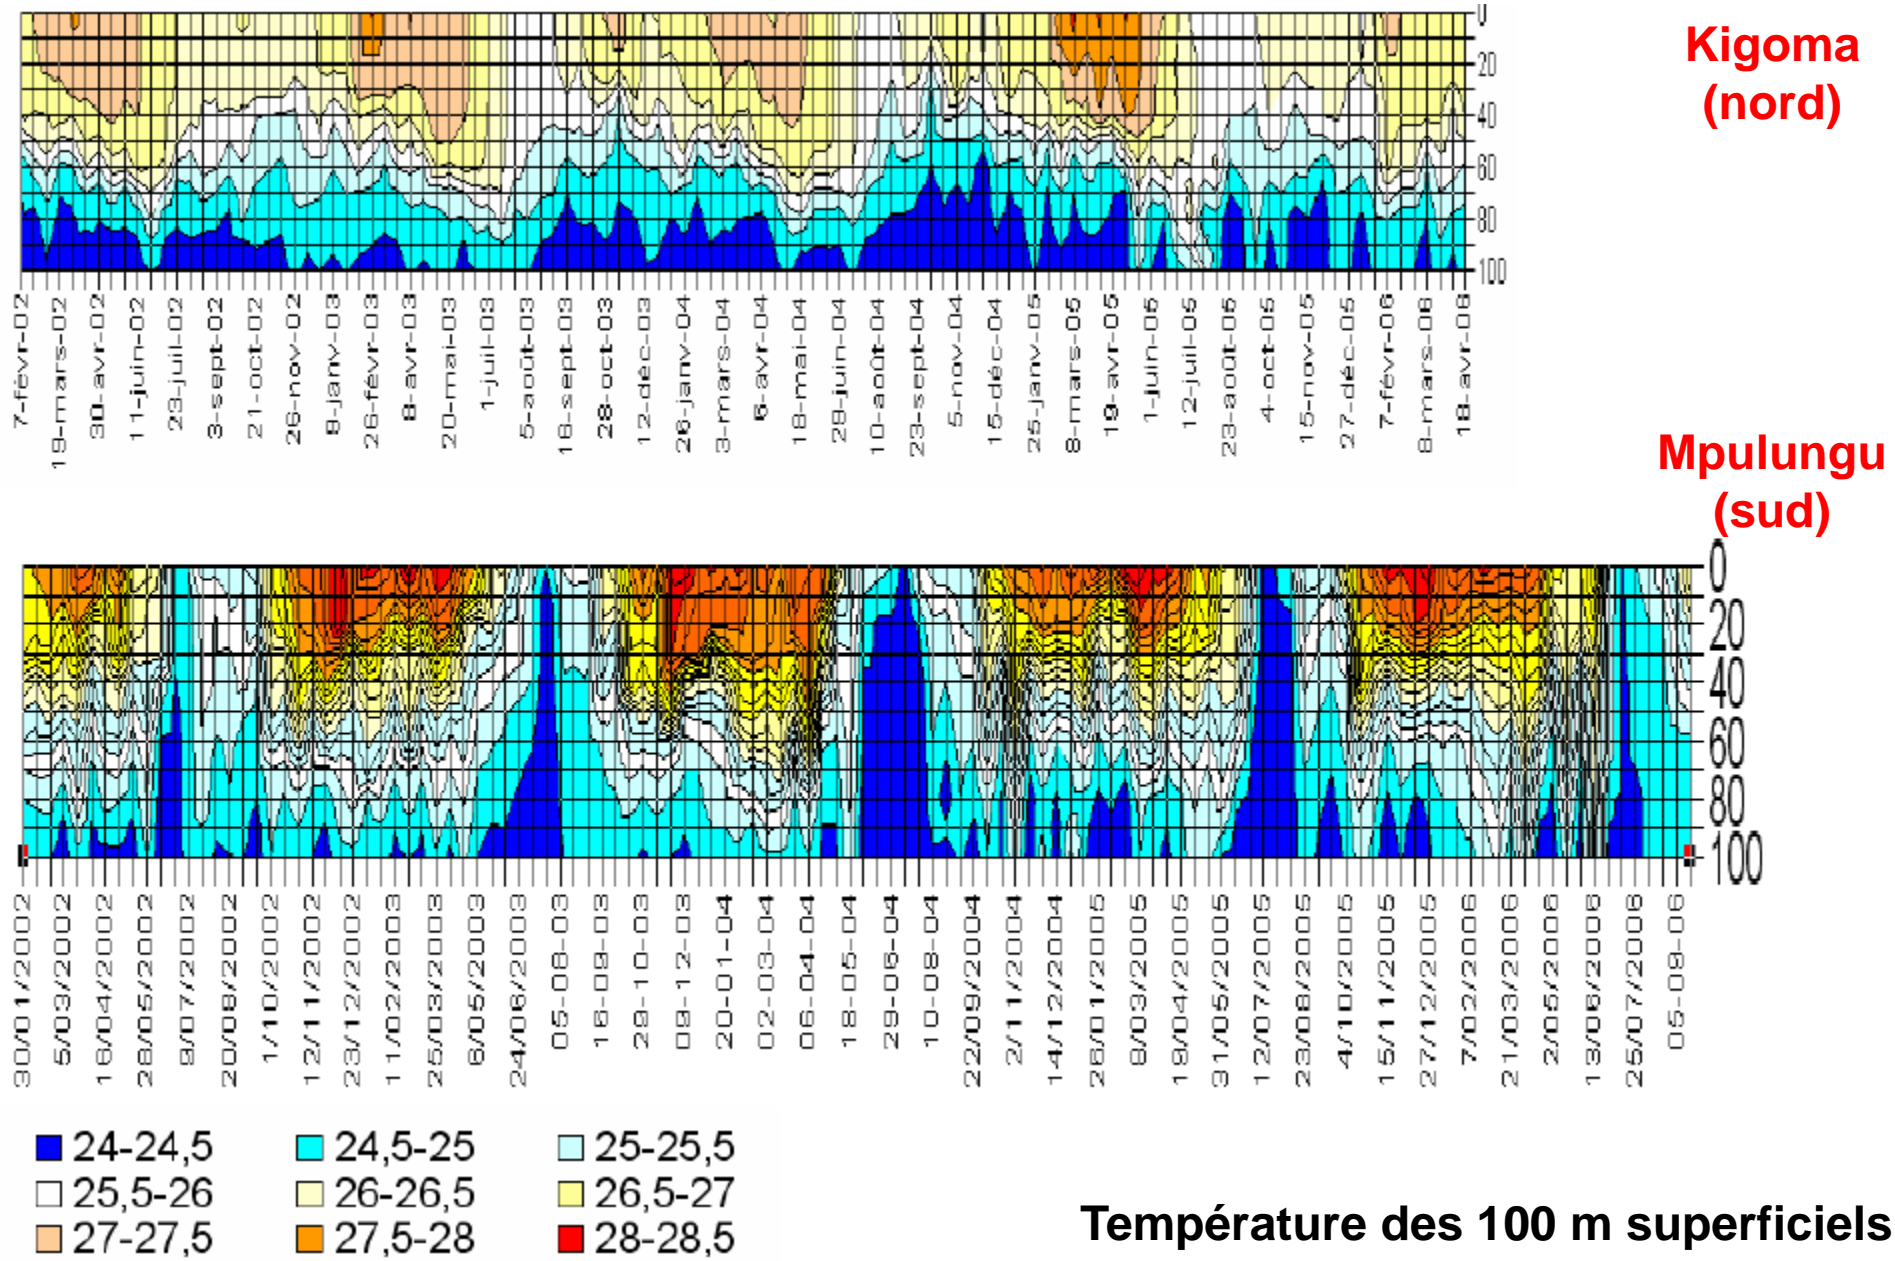 0
20
40
60
80
100
Kigoma
(nord)
7-févr-02
19-mars-02
30-avr-02
11-juin-02
23-juil-02
3-sept-02
21-oct-02
26-nov-02
8-janv-03
26-févr-03
8-avr-03
20-mai-03
1-juil-03
5-août-03
16-sept-03
28-oct-03
12-déc-03
26-janv-04
3-mars-04
6-avr-04
18-mai-04
29-juin-04
10-août-04
23-sept-04
5-nov-04
15-déc-04
25-janv-05
8-mars-05
19-avr-05
1-juin-05
12-juil-05
23-août-05
4-oct-05
15-nov-05
27-déc-05
7-févr-06
8-mars-06
18-avr-06
Mpulungu
(sud)
0
20
40
60
80
100
30/01/2002
5/03/2002
16/04/2002
28/05/2002
9/07/2002
20/08/2002
1/10/2002
12/11/2002
23/12/2002
11/02/2003
25/03/2003
6/05/2003
24/06/2003
05-08-03
16-09-03
29-10-03
09-12-03
20-01-04
02-03-04
06-04-04
18-05-04
29-06-04
10-08-04
22/09/2004
2/11/2004
14/12/2004
26/01/2005
8/03/2005
19/04/2005
31/05/2005
12/07/2005
23/08/2005
4/10/2005
15/11/2005
27/12/2005
7/02/2006
21/03/2006
2/05/2006
13/06/2006
25/07/2006
05-09-06
24-24,5
24,5-25
25-25,5
25,5-26
26-26,5
26,5-27
27-27,5
27,5-28
28-28,5
Température des 100 m superficiels